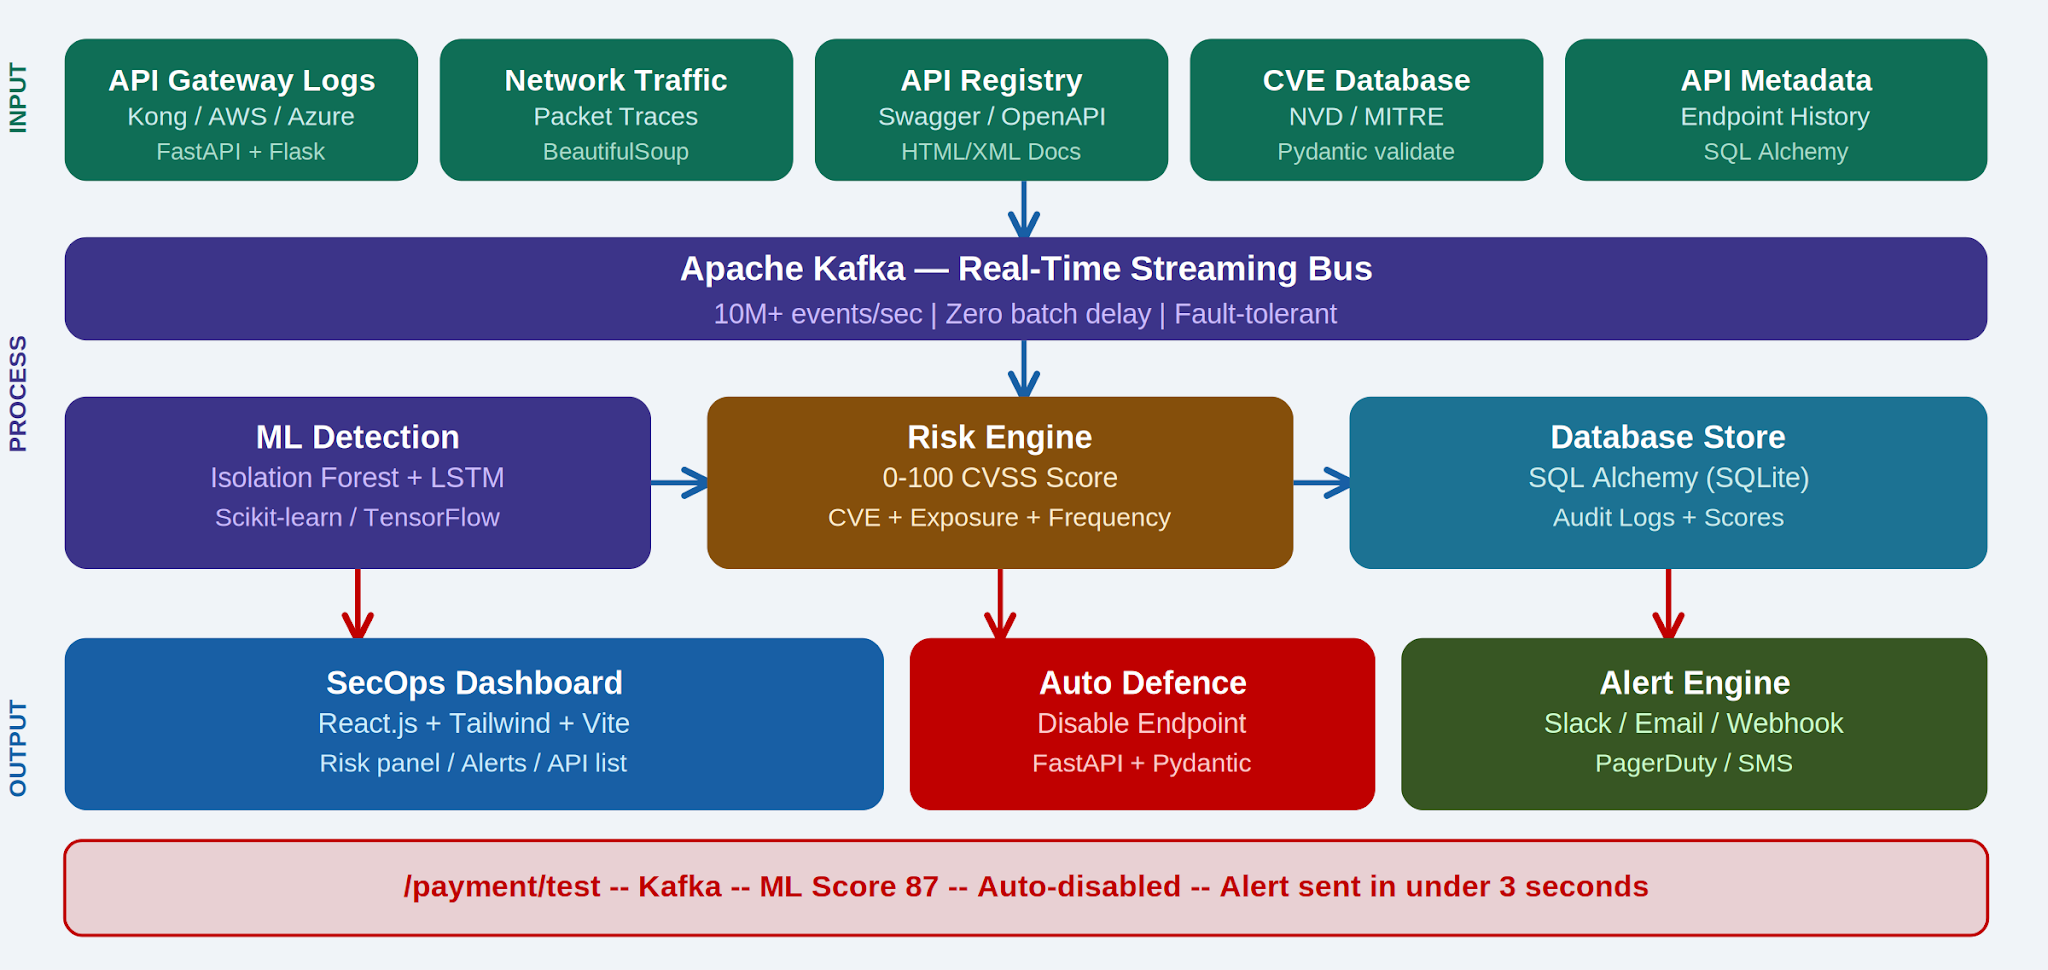 INPUT
API Gateway Logs
Kong / AWS / Azure
FastAPI + Flask
Network Traffic
Packet Traces
BeautifulSoup
API Registry
Swagger / OpenAPI
HTML/XML Docs
CVE Database
NVD / MITRE
Pydantic validate
API Metadata
Endpoint History
SQL Alchemy
PROCESS
Apache Kafka — Real-Time Streaming Bus
10M+ events/sec | Zero batch delay | Fault-tolerant
ML Detection
Isolation Forest + LSTM
Scikit-learn / TensorFlow
Risk Engine
0-100 CVSS Score
CVE + Exposure + Frequency
Database Store
SQL Alchemy (SQLite)
Audit Logs + Scores
OUTPUT
SecOps Dashboard
React.js + Tailwind + Vite
Risk panel / Alerts / API list
Auto Defence
Disable Endpoint
FastAPI + Pydantic
Alert Engine
Slack / Email / Webhook
PagerDuty / SMS
/payment/test -- Kafka -- ML Score 87 -- Auto-disabled -- Alert sent in under 3 seconds